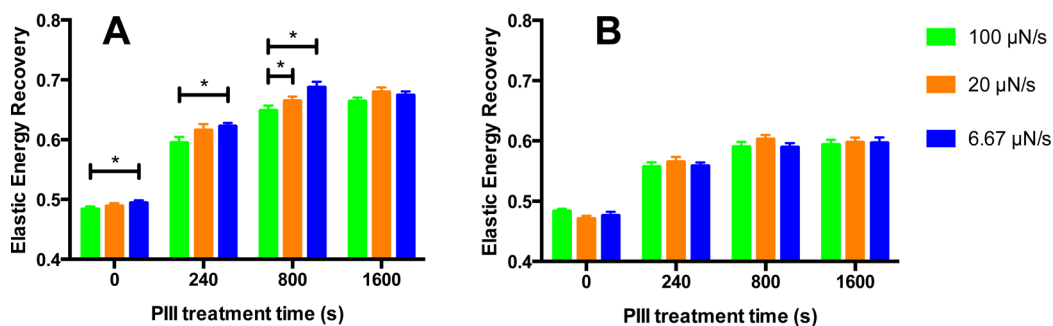 A
Elastic Energy Recovery
0.8
0.7
0.6
0.5
0.4
*
*
*
*
0
240
800
1600
PIII treatment time (s)
B
Elastic Energy Recovery
0.8
0.7
0.6
0.5
0.4
0
240
800
1600
PIII treatment time (s)
100 µN/s
20 µN/s
6.67 µN/s